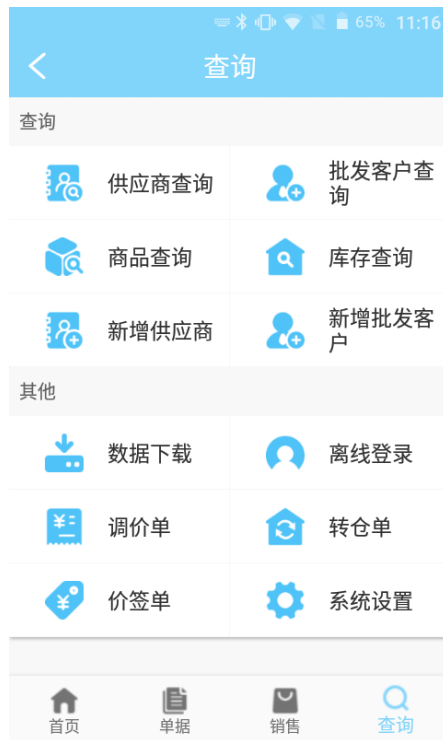 65% 11:16
查询
查询
供应商查询
批发客户查
询
商品查询
库存查询
新增供应商
新增批发客
户
其他
数据下载
离线登录
调价单
转仓单
价签单
系统设置
首页
单据
销售
查询